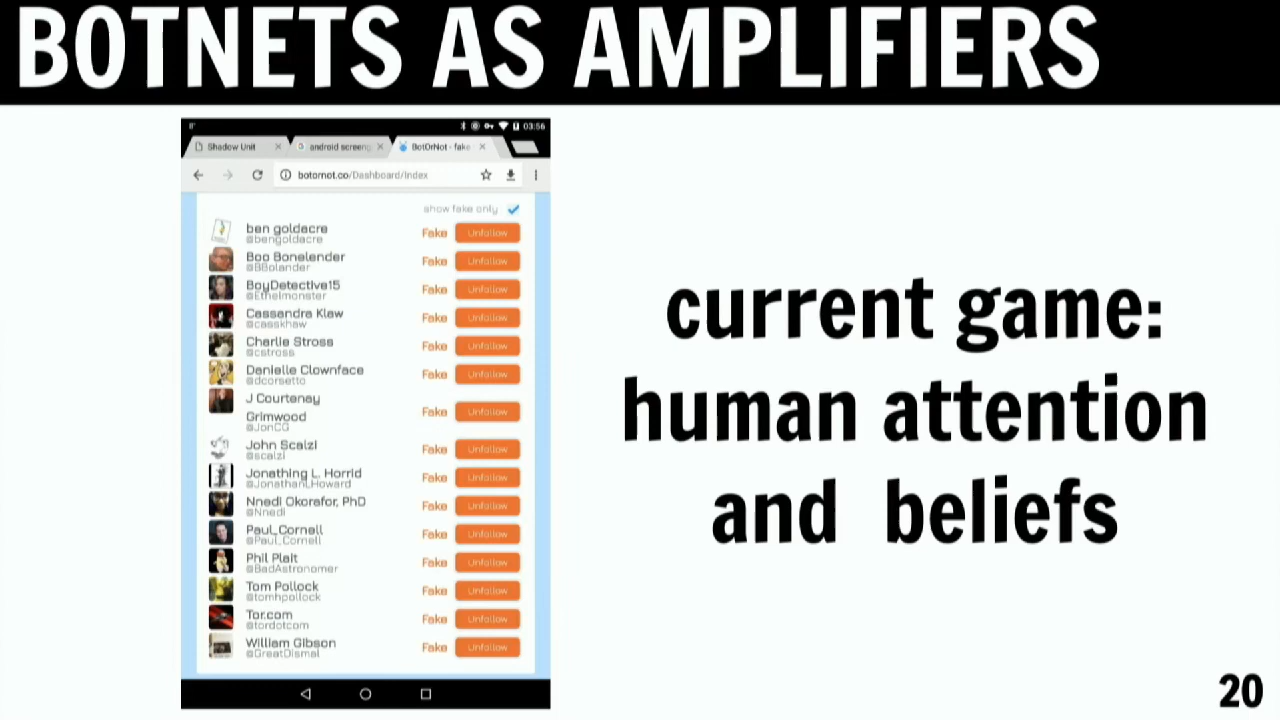 BOTNETS AS AMPLIFIERS
03:56
Shadow Unit
android screeng
BotOrNot - fake
botornot.co/Dashboard/Index
show fake only
ben goldacre
@bengoldacre
Fake
Unfollow
Boo Bonelender
@BBolander
Fake
Unfollow
BoyDetective15
@Ethelmonster
Fake
Unfollow
Cassandra Klaw
@casskhaw
Fake
Unfollow
Charlie Stross
@cstross
Fake
Unfollow
Danielle Clownface
@dcorsetto
Fake
Unfollow
J Courtenay
Grimwood
@JonCG
Fake
Unfollow
John Scalzi
@scalzi
Fake
Unfollow
Jonathing L. Horrid
@JonathanLHoward
Fake
Unfollow
Nnedi Okorafor, PhD
@Nnedi
Fake
Unfollow
Paul_Cornell
@Paul_Cornell
Fake
Unfollow
Phil Plait
@BadAstronomer
Fake
Unfollow
Tom Pollock
@tomhpollock
Fake
Unfollow
Tor.com
@tordotcom
Fake
Unfollow
William Gibson
@GreatDismal
Fake
Unfollow
current game:
human attention
and beliefs
20